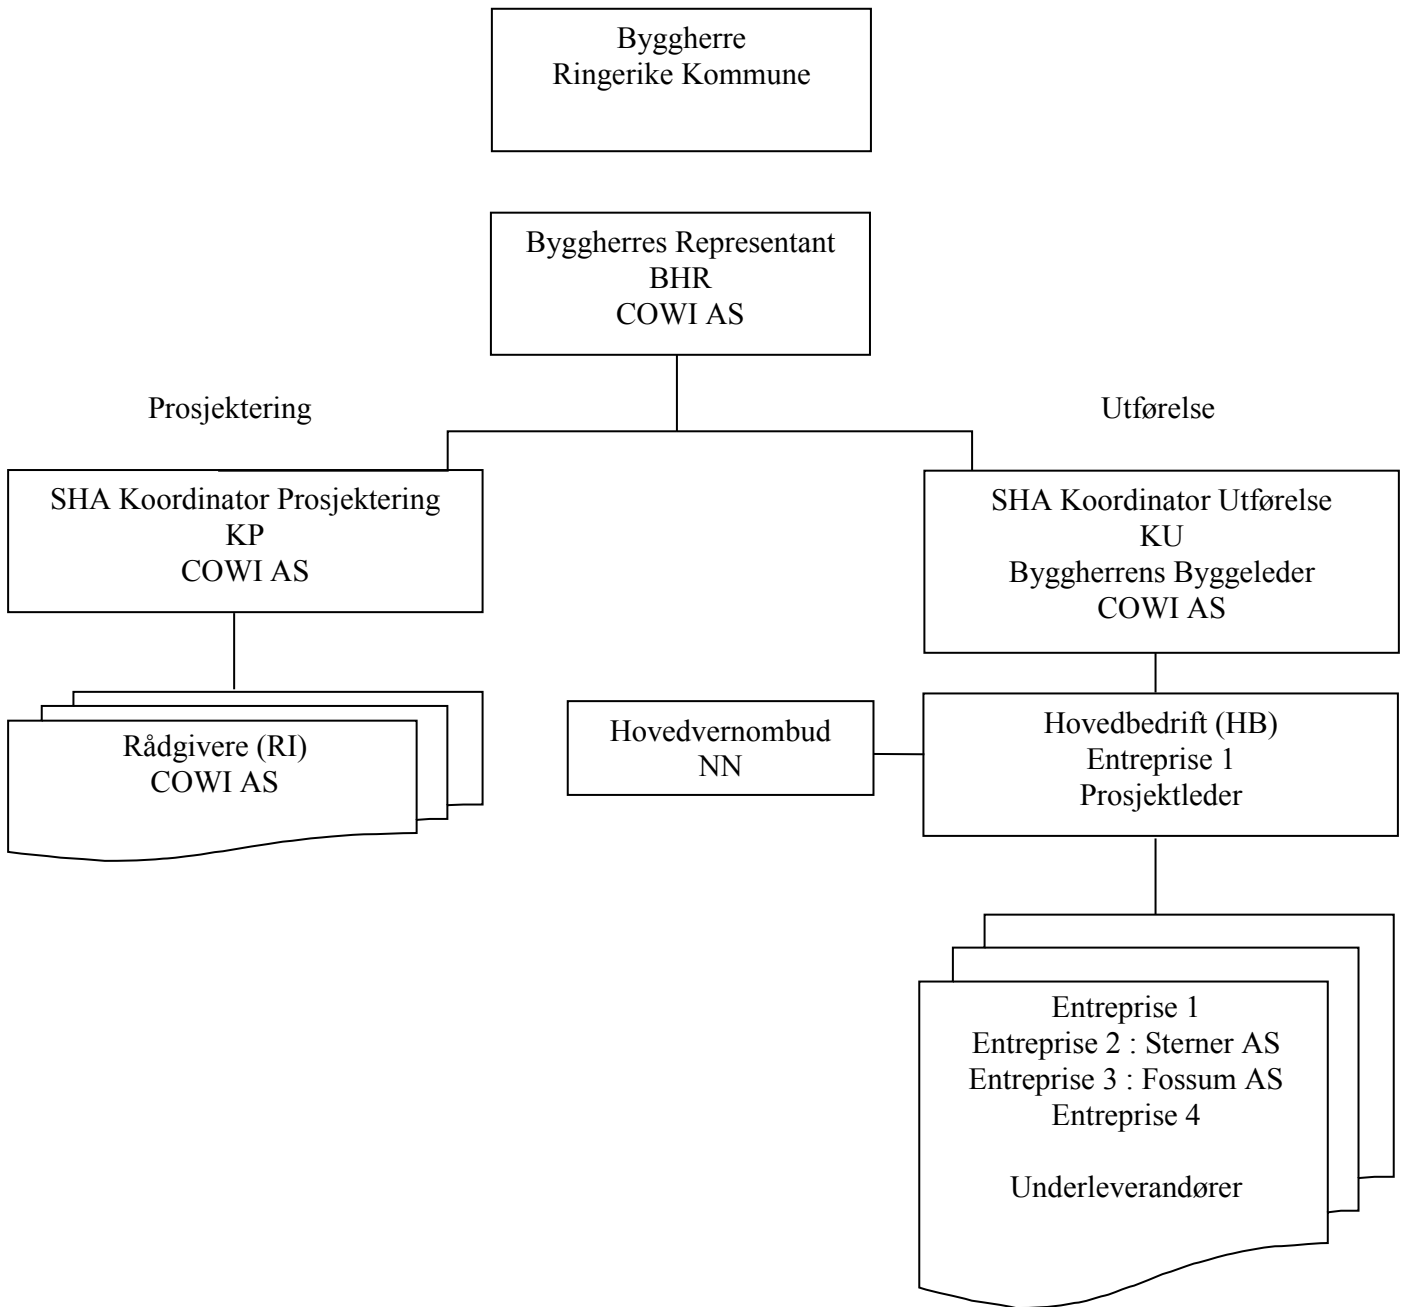 Byggherre
Ringerike Kommune
Byggherres Representant
BHR
COWI AS
Prosjektering
Utførelse
SHA Koordinator Prosjektering
KP
COWI AS
SHA Koordinator Utførelse
KU
Byggherrens Byggeleder
COWI AS
Rådgivere (RI)
COWI AS
Hovedvernombud
NN
Hovedbedrift (HB)
Entreprise 1
Prosjektleder
Entreprise 1
Entreprise 2 : Sterner AS
Entreprise 3 : Fossum AS
Entreprise 4
Underleverandører